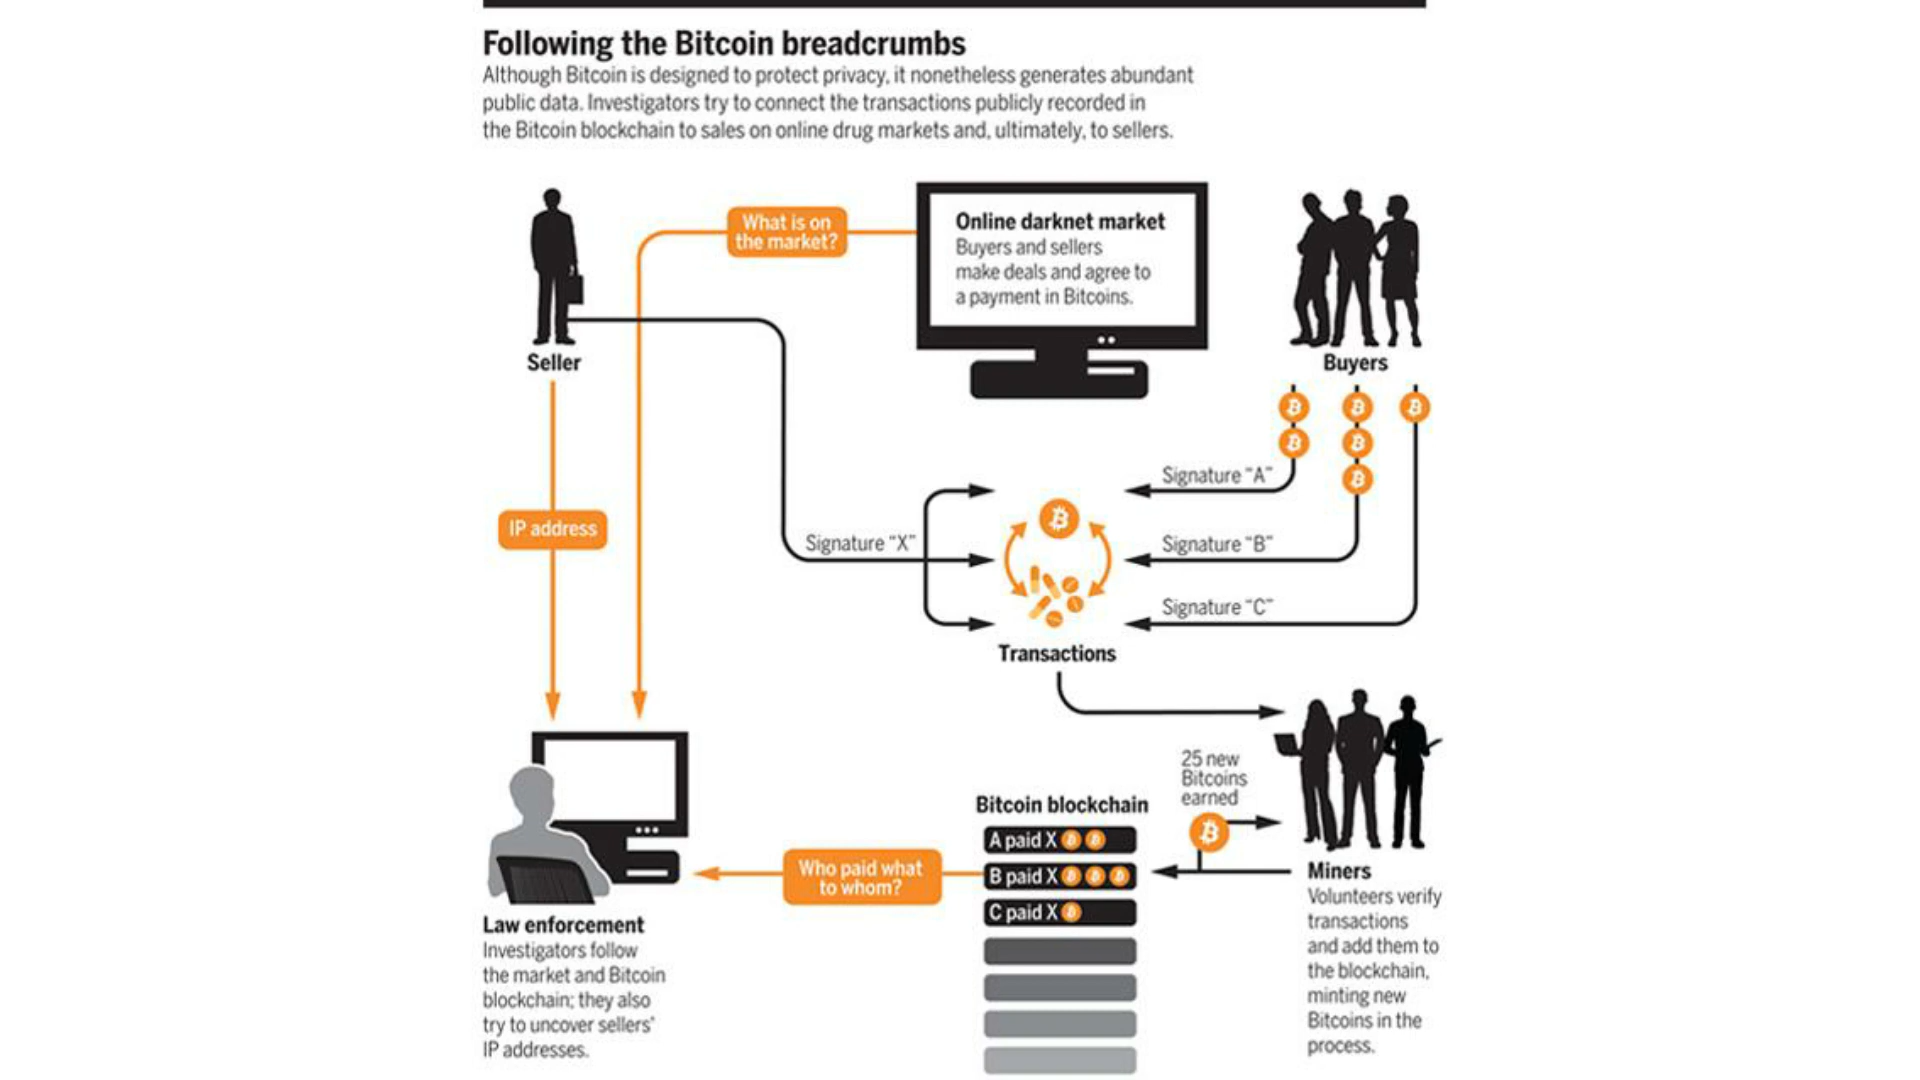 Following the Bitcoin breadcrumbs
Although Bitcoin is designed to protect privacy, it nonetheless generates abundant
public data. Investigators try to connect the transactions publicly recorded in
the Bitcoin blockchain to sales on online drug markets and, ultimately, to sellers.
What is on
the market?
Online darknet market
Buyers and sellers
make deals and agree to
a payment in Bitcoins.
Seller
Buyers
IP address
Signature "X"
Signature "A"
Signature "B"
Signature "C"
Transactions
25 new
Bitcoins
earned
Bitcoin blockchain
A paid X
B paid X
C paid X
Who paid what
to whom?
Law enforcement
Investigators follow
the market and Bitcoin
blockchain; they also
try to uncover sellers'
IP addresses.
Miners
Volunteers verify
transactions
and add them to
the blockchain,
minting new
Bitcoins in the
process.